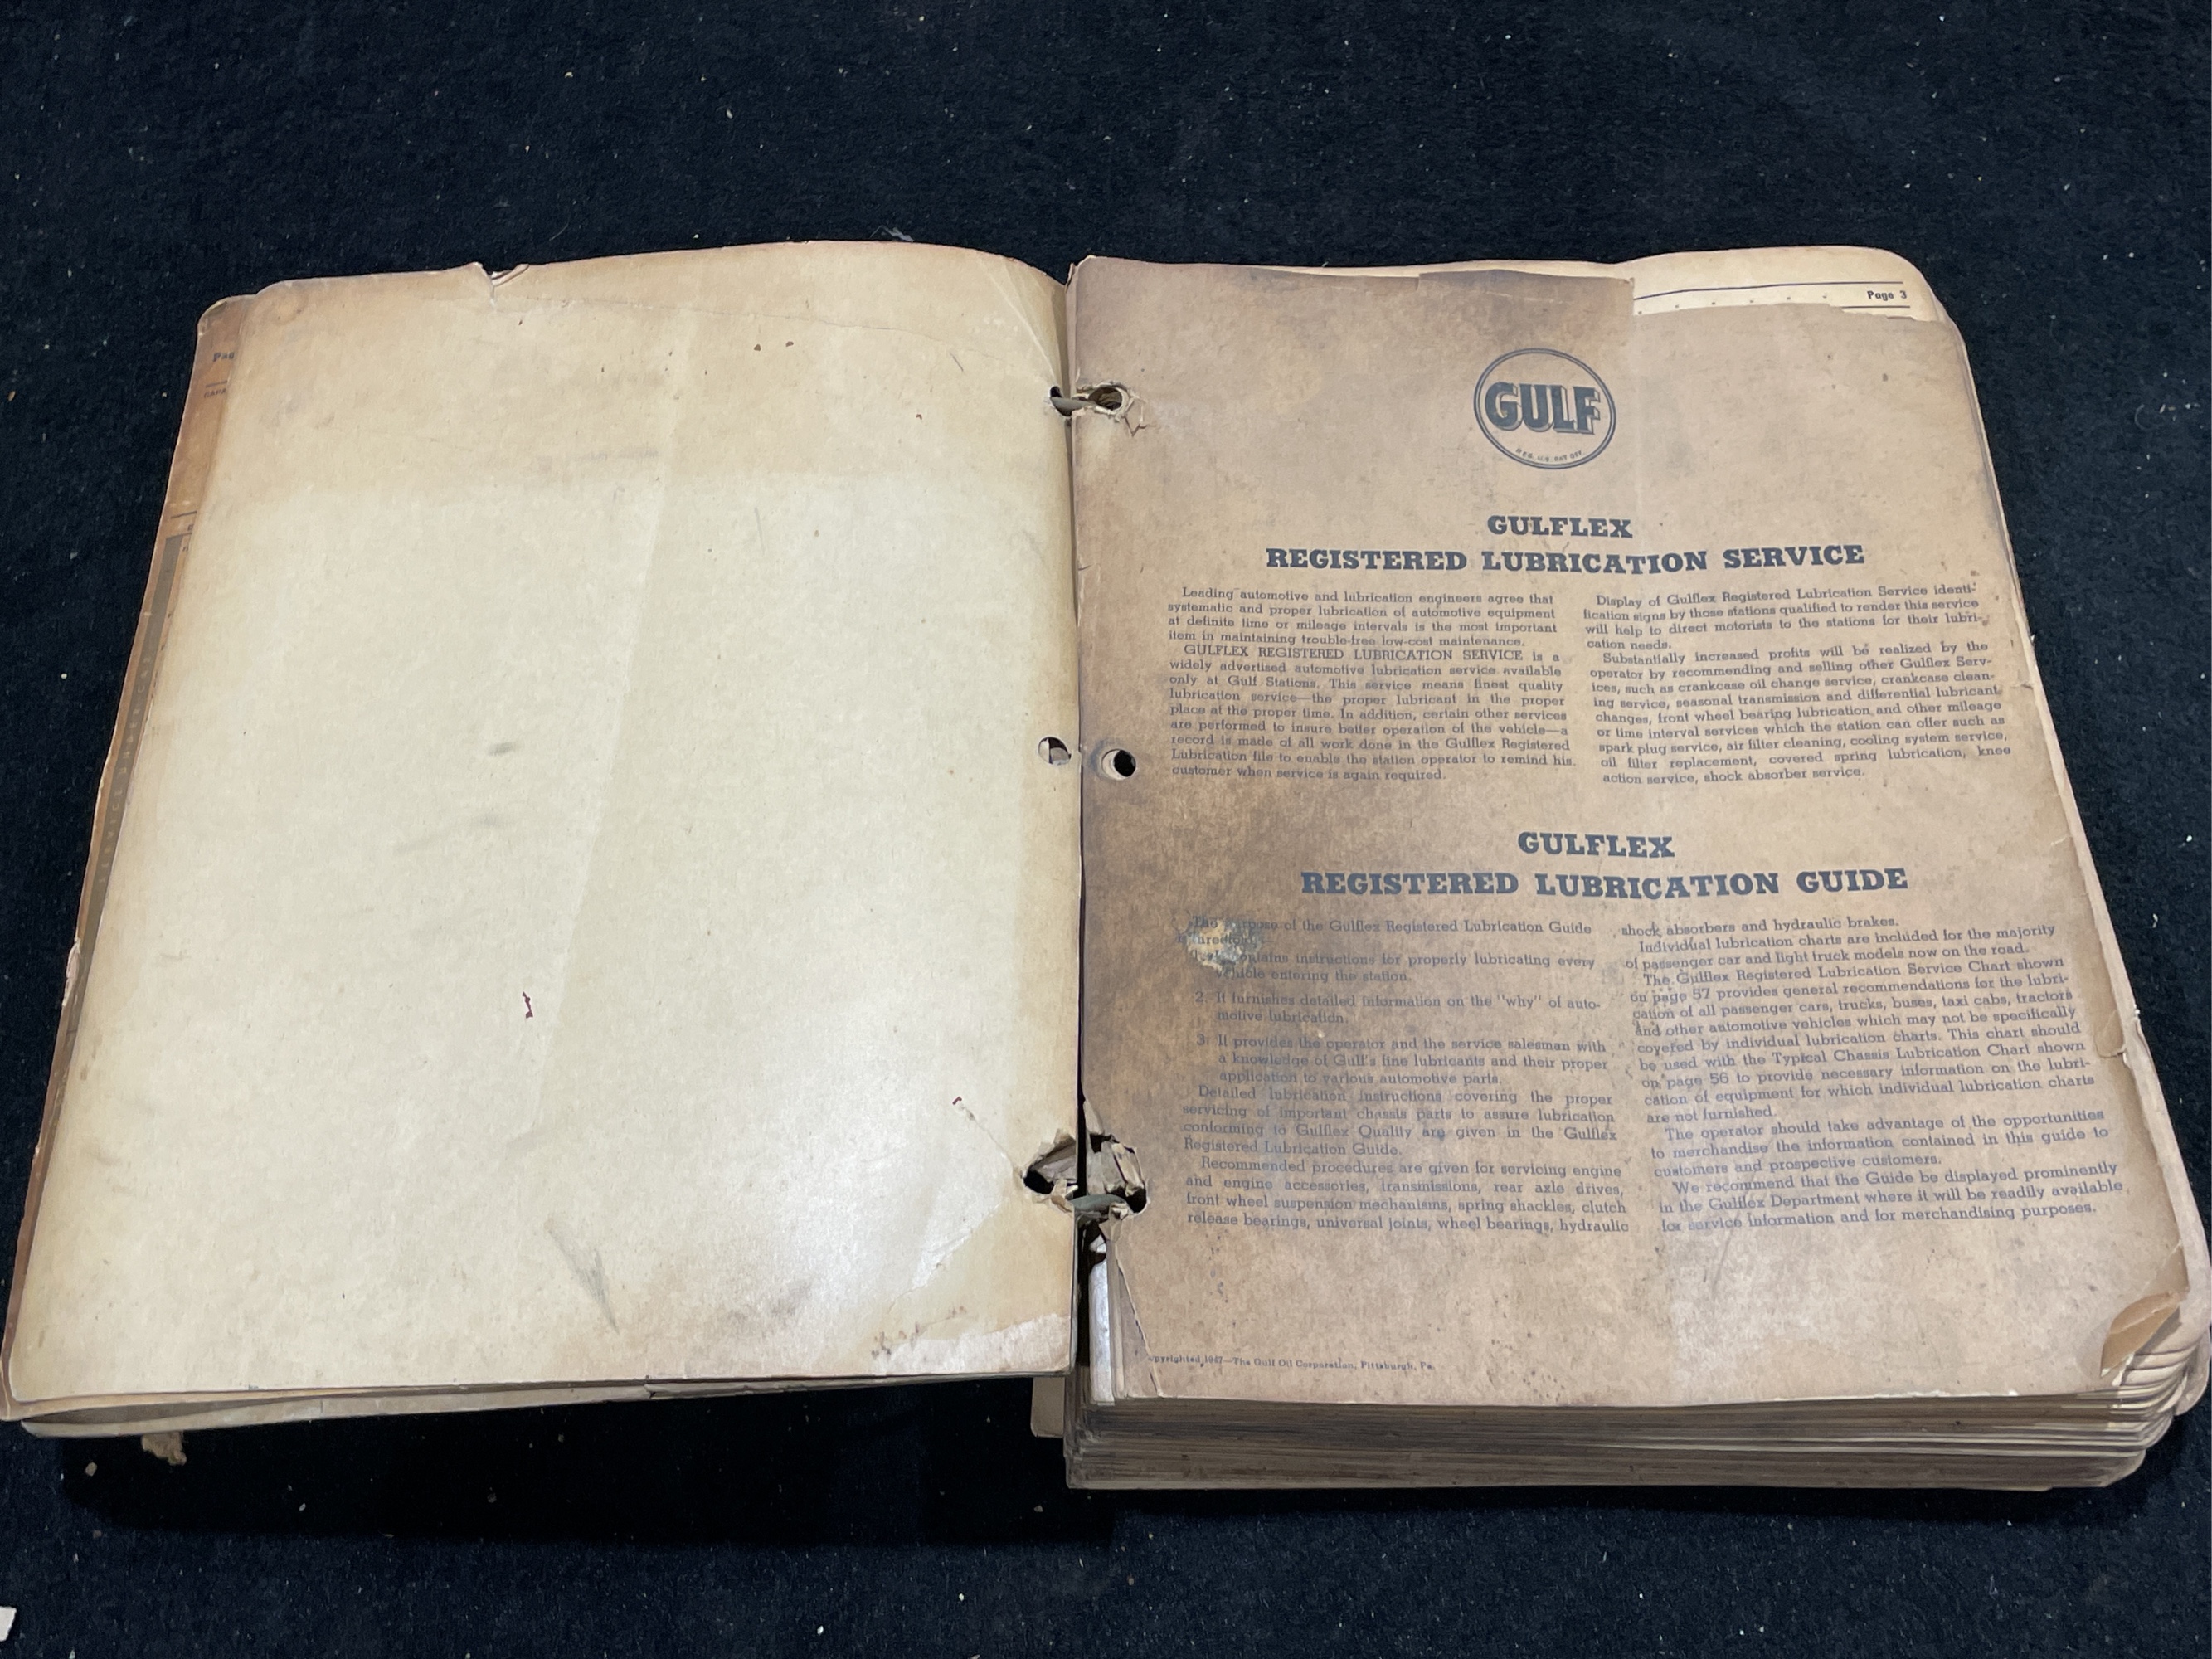 Page 3
GULF
REG. U.S. PAT OFF.
GULFLEX
REGISTERED LUBRICATION SERVICE
Leading automotive and lubrication engineers agree that
systematic and proper lubrication of automotive equipment
at definite time or mileage intervals is the most important
item in maintaining trouble-free low-cost maintenance.
GULFLEX REGISTERED LUBRICATION SERVICE is a
widely advertised automotive lubrication service available
only at Gulf Stations. This service means finest quality
lubrication service—the proper lubricant in the proper
place at the proper time. In addition, certain other services
are performed to insure better operation of the vehicle—a
record is made of all work done in the Gulflex Registered
Lubrication file to enable the station operator to remind his
customer when service is again required.
Display of Gulflex Registered Lubrication Service identi-
fication signs by those stations qualified to render this service
will help to direct motorists to the stations for their lubri-
cation needs.
Substantially increased profits will be realized by the
operator by recommending and selling other Gulflex Serv-
ices, such as crankcase oil change service, crankcase clean-
ing service, seasonal transmission and differential lubricant
changes, front wheel bearing lubrication and other mileage
or time interval services which the station can offer such as
spark plug service, air filter cleaning, cooling system service,
oil filter replacement, covered spring lubrication, knee
action service, shock absorber service.
GULFLEX
REGISTERED LUBRICATION GUIDE
The purpose of the Gulflex Registered Lubrication Guide
contains instructions for properly lubricating every
vehicle entering the station.
2. It furnishes detailed information on the "why" of auto-
motive lubrication.
3. It provides the operator and the service salesman with
a knowledge of Gulf's fine lubricants and their proper
application to various automotive parts.
Detailed lubrication instructions covering the proper
servicing of important chassis parts to assure lubrication
conforming to Gulflex Quality are given in the Gulflex
Registered Lubrication Guide.
Recommended procedures are given for servicing engine
and engine accessories, transmissions, rear axle drives,
front wheel suspension mechanisms, spring shackles, clutch
release bearings, universal joints, wheel bearings, hydraulic
shock absorbers and hydraulic brakes.
Individual lubrication charts are included for the majority
of passenger car and light truck models now on the road.
The Gulflex Registered Lubrication Service Chart shown
on page 57 provides general recommendations for the lubri-
cation of all passenger cars, trucks, buses, taxi cabs, tractors
and other automotive vehicles which may not be specifically
covered by individual lubrication charts. This chart should
be used with the Typical Chassis Lubrication Chart shown
on page 56 to provide necessary information on the lubri-
cation of equipment for which individual lubrication charts
are not furnished.
The operator should take advantage of the opportunities
to merchandise the information contained in this guide to
customers and prospective customers.
We recommend that the Guide be displayed prominently
in the Gulflex Department where it will be readily available
for service information and for merchandising purposes.
opyrighted 1947—The Gulf Oil Corporation, Pittsburgh, Pa.